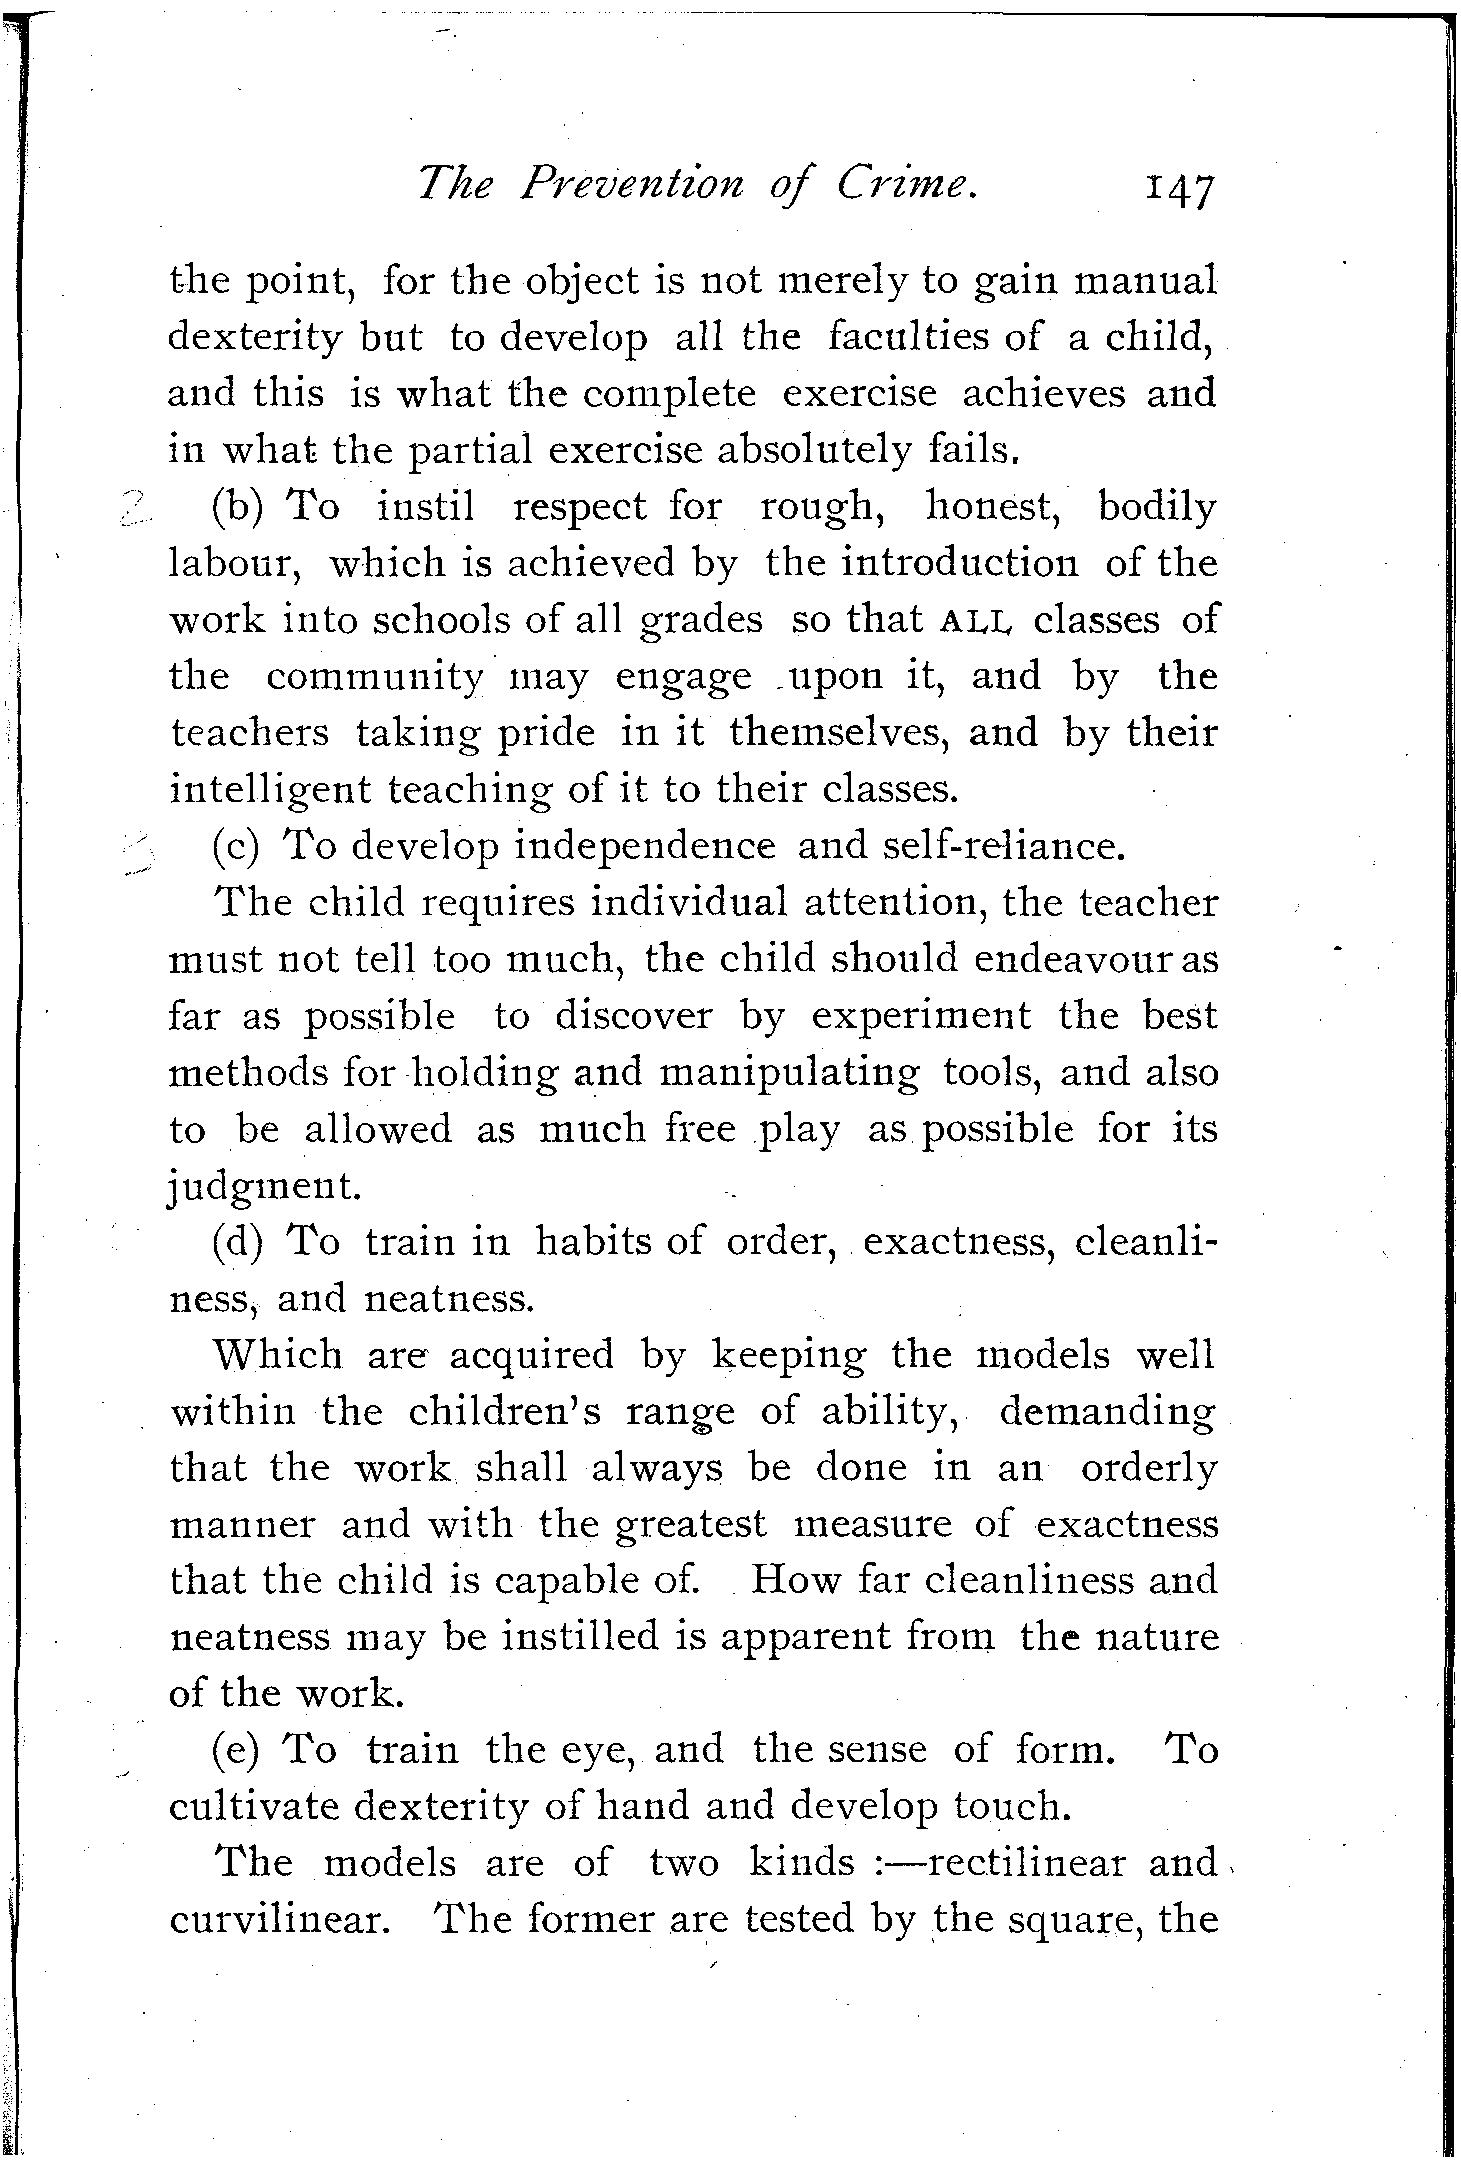 The Prevention of Crime. 147
the point, for the object is not merely to gain manual
dexterity but to develop all the faculties of a child,
and this is what the complete exercise achieves and
in what the partial exercise absolutely fails.
2 (b) To instil respect for rough, honest, bodily
labour, which is achieved by the introduction of the
work into schools of all grades so that ALL classes of
the community may engage upon it, and by the
teachers taking pride in it themselves, and by their
intelligent teaching of it to their classes.
(c) To develop independence and self-reliance.
The child requires individual attention, the teacher
must not tell too much, the child should endeavour as
far as possible to discover by experiment the best
methods for holding and manipulating tools, and also
to be allowed as much free play as possible for its
judgment.
(d) To train in habits of order, exactness, cleanli-
ness, and neatness.
Which are acquired by keeping the models well
within the children's range of ability, demanding
that the work shall always be done in an orderly
manner and with the greatest measure of exactness
that the child is capable of. How far cleanliness and
neatness may be instilled is apparent from the nature
of the work.
(e) To train the eye, and the sense of form. To
cultivate dexterity of hand and develop touch.
The models are of two kinds :—rectilinear and
curvilinear. The former are tested by the square, the